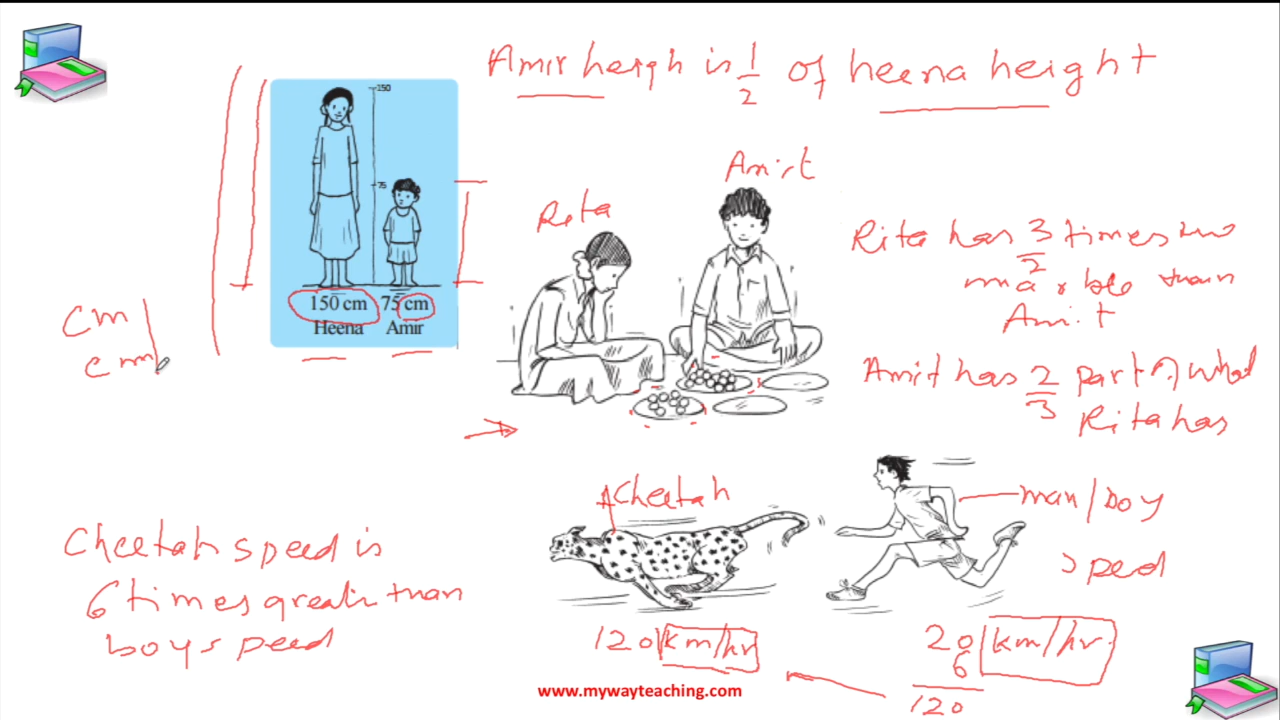 Amir heigh is 1/2 of heena height
150
75
150 cm 75 cm
Heena Amir
cm/
cm
Rita
Amit
Rita has 3/2 times
marble than
Amit
Amit has 2/3 part of what
Rita has
Cheetah
man/boy
speed
Cheetah speed is
6 times greater than
boy speed
120 km/hr
20 km/hr.
6
120
www.mywayteaching.com